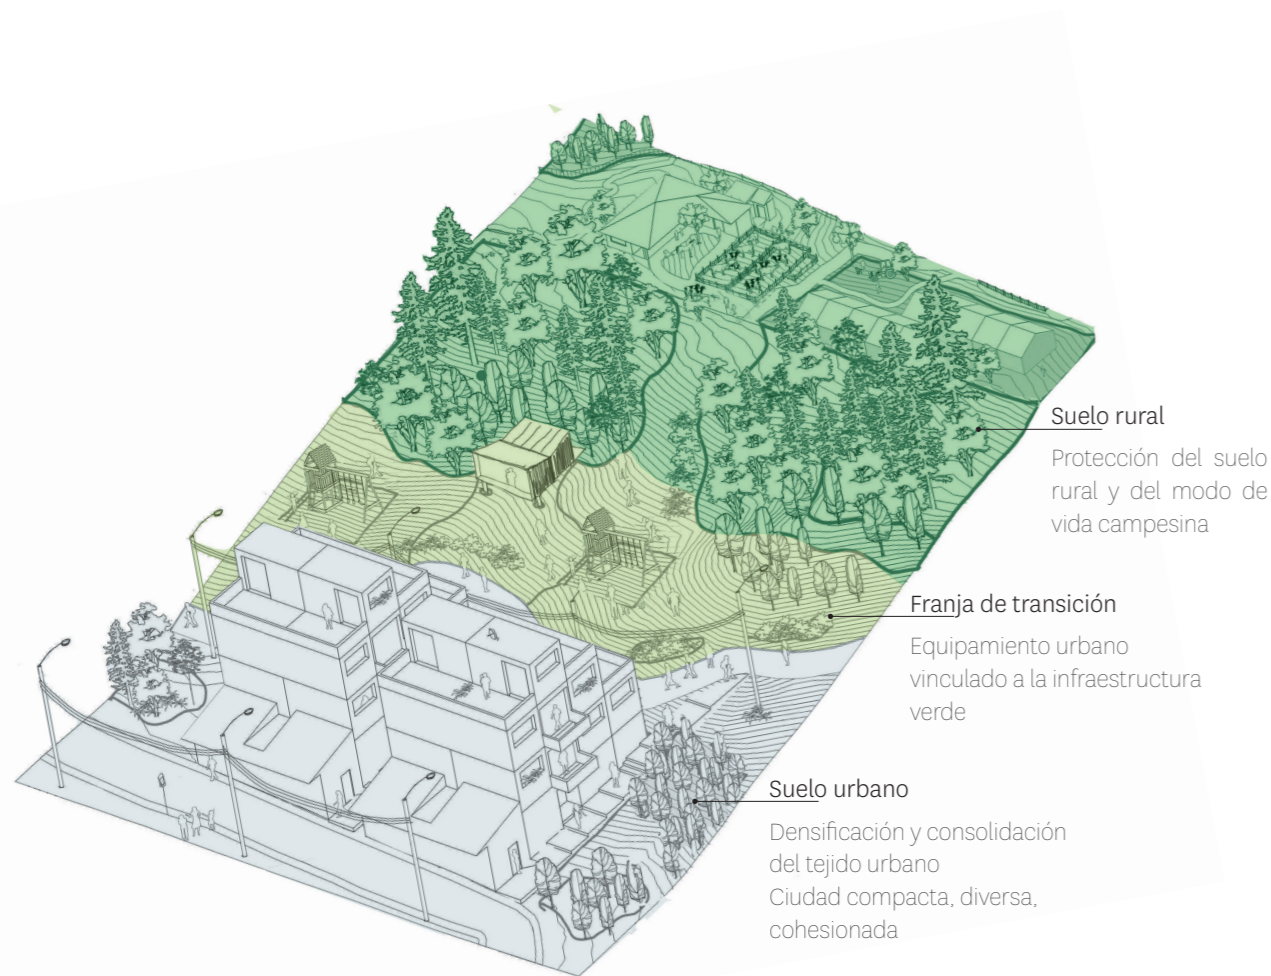 Suelo rural
Protección del suelo
rural y del modo de
vida campesina
Franja de transición
Equipamiento urbano
vinculado a la infraestructura
verde
Suelo urbano
Densificación y consolidación
del tejido urbano
Ciudad compacta, diversa,
cohesionada